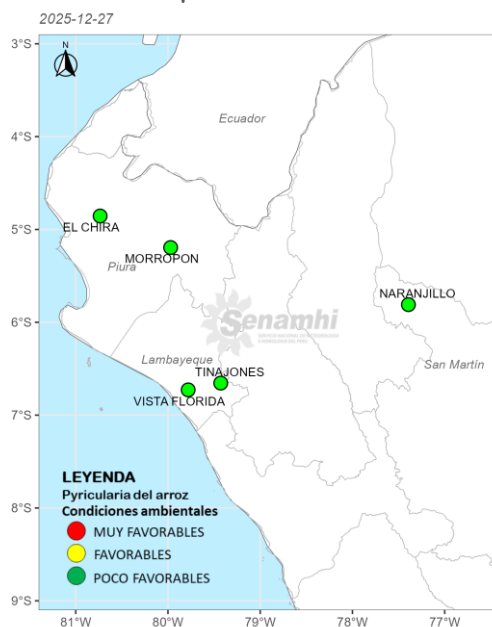 2025-12-27
3°S
N
Ecuador
4°S
EL CHIRA
5°S
MORROPON
Piura
NARANJILLO
6°S
Senamhi
Lambayeque
TINAJONES
San Martín
VISTA FLORIDA
7°S
LEYENDA
Pyricularia del arroz
Condiciones ambientales
MUY FAVORABLES
8°S
FAVORABLES
POCO FAVORABLES
9°S
81°W 80°W 79°W 78°W 77°W